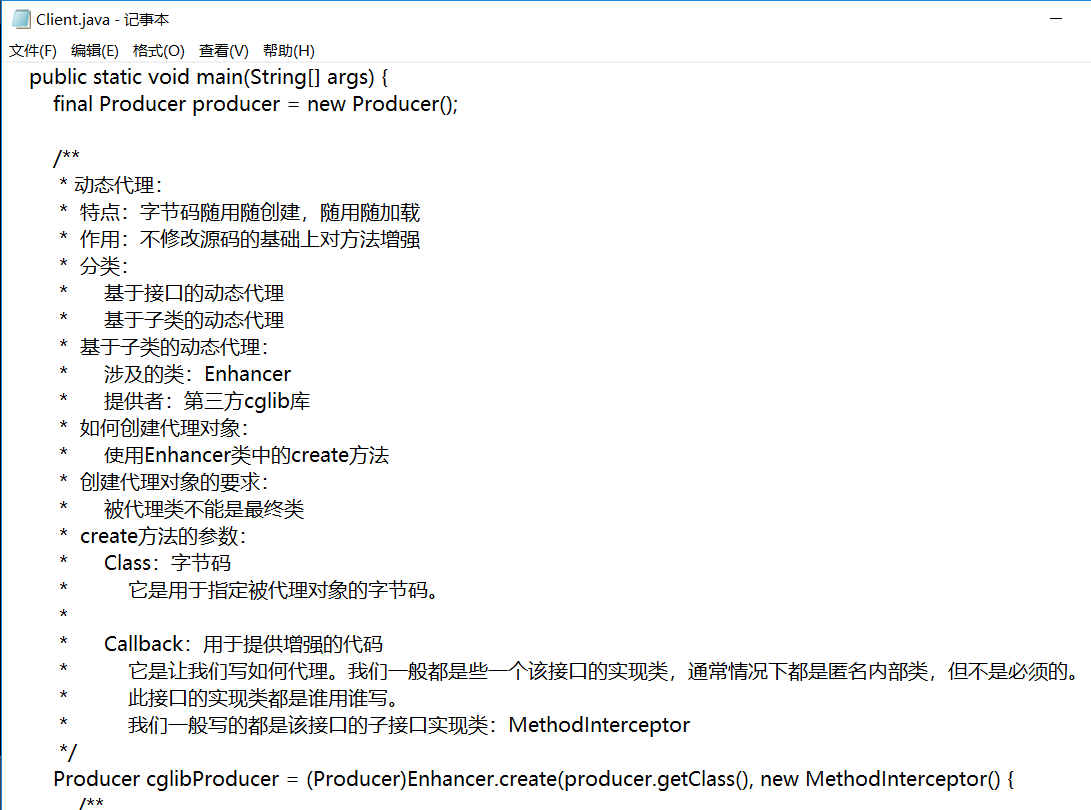 Client.java - 记事本
文件(F) 编辑(E) 格式(O) 查看(V) 帮助(H)
public static void main(String[] args) {
final Producer producer = new Producer();
/**
* 动态代理：
* 特点：字节码随用随创建，随用随加载
* 作用：不修改源码的基础上对方法增强
* 分类：
* 基于接口的动态代理
* 基于子类的动态代理
* 基于子类的动态代理：
* 涉及的类：Enhancer
* 提供者：第三方cglib库
* 如何创建代理对象：
* 使用Enhancer类中的create方法
* 创建代理对象的要求：
* 被代理类不能是最终类
* create方法的参数：
* Class：字节码
* 它是用于指定被代理对象的字节码。
*
* Callback：用于提供增强的代码
* 它是让我们写如何代理。我们一般都是些一个该接口的实现类，通常情况下都是匿名内部类，但不是必须的。
* 此接口的实现类都是谁用谁写。
* 我们一般写的都是该接口的子接口实现类：MethodInterceptor
*/
Producer cglibProducer = (Producer)Enhancer.create(producer.getClass(), new MethodInterceptor() {
/**